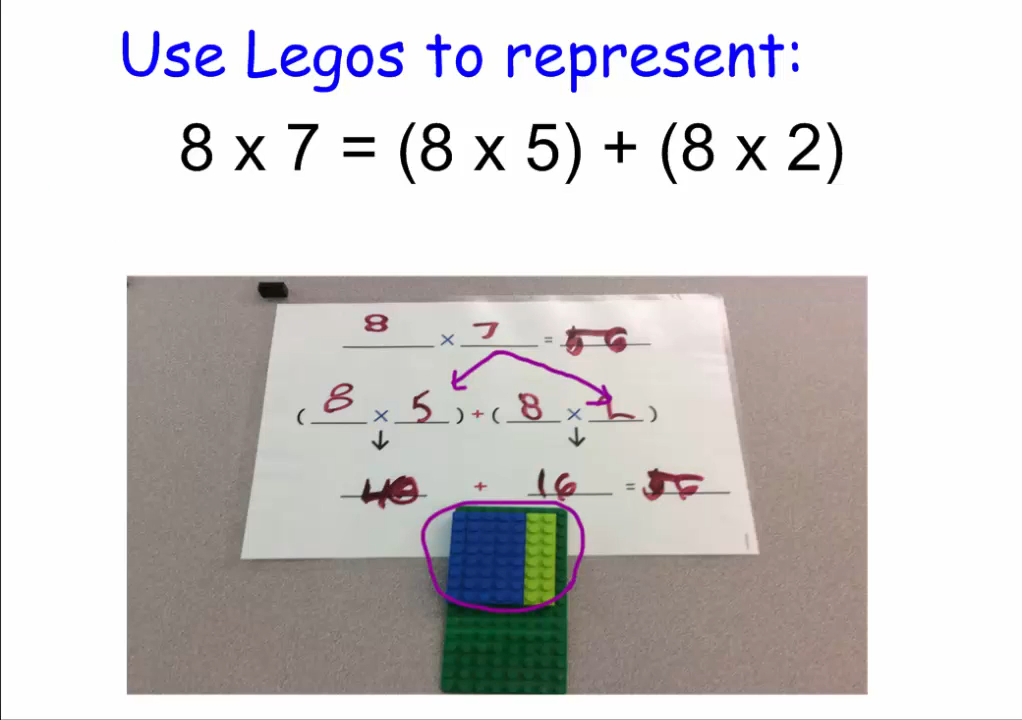 Use Legos to represent:
8 x 7 = (8 x 5) + (8 x 2)
8 × 7 = 56
( 8 × 5 ) + ( 8 × 2 )
40 + 16 = 56